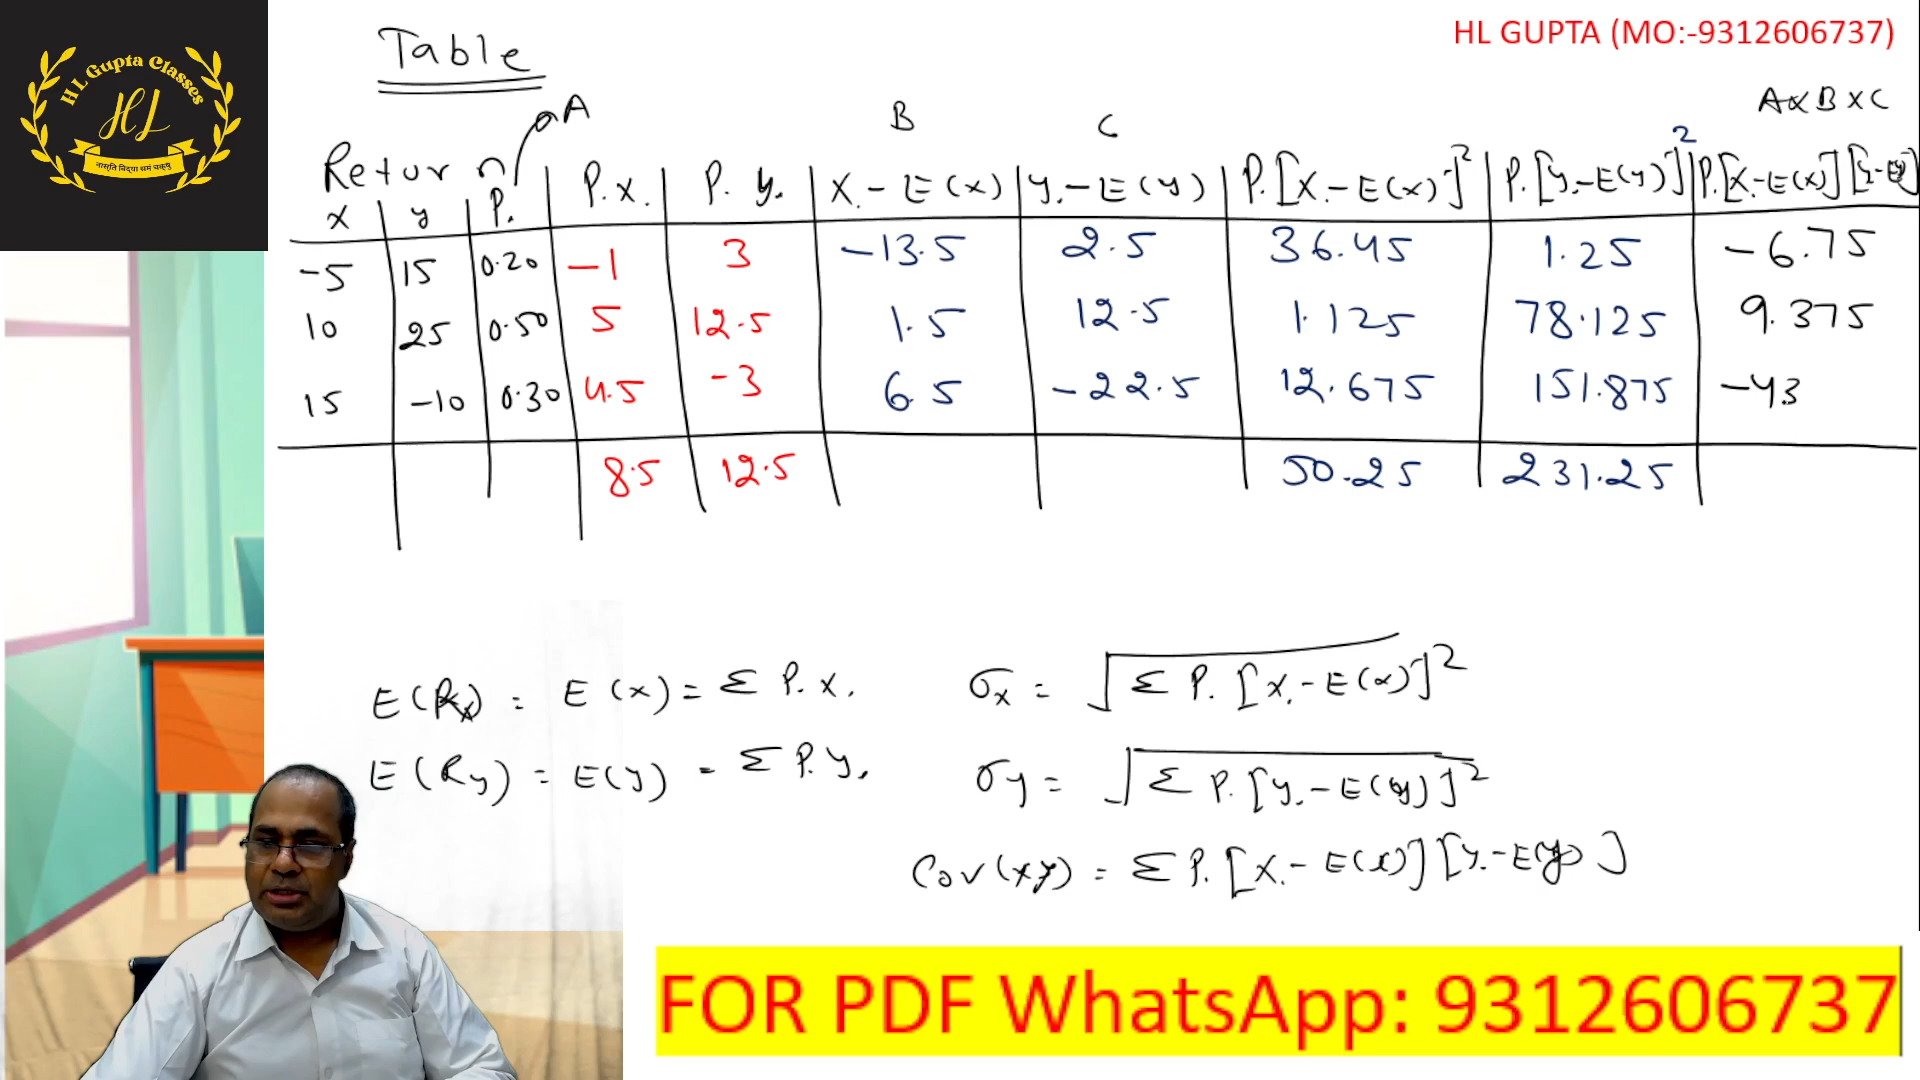 HL Gupta Classes
HL
HL GUPTA (MO:-9312606737)
Table
A
B
C
A x B x C
Return
x | y | P. | P.x. | P.y. | x.-E(x) | y.-E(y) | P.[x.-E(x)]² | P.[y.-E(y)]² | P.[x.-E(x)][y.-E(y)]
-5 | 15 | 0.20 | -1 | 3 | -13.5 | 2.5 | 36.45 | 1.25 | -6.75
10 | 25 | 0.50 | 5 | 12.5 | 1.5 | 12.5 | 1.125 | 78.125 | 9.375
15 | -10 | 0.30 | 4.5 | -3 | 6.5 | -22.5 | 12.675 | 151.875 | -43
8.5 | 12.5 | 50.25 | 231.25
E(Rx) = E(x) = Σ P.x.
E(Ry) = E(y) = Σ P.y.
σx = √Σ P.[x.-E(x)]²
σy = √Σ P.[y.-E(y)]²
Cov(xy) = Σ P.[x.-E(x)][y.-E(y)]
FOR PDF WhatsApp: 9312606737